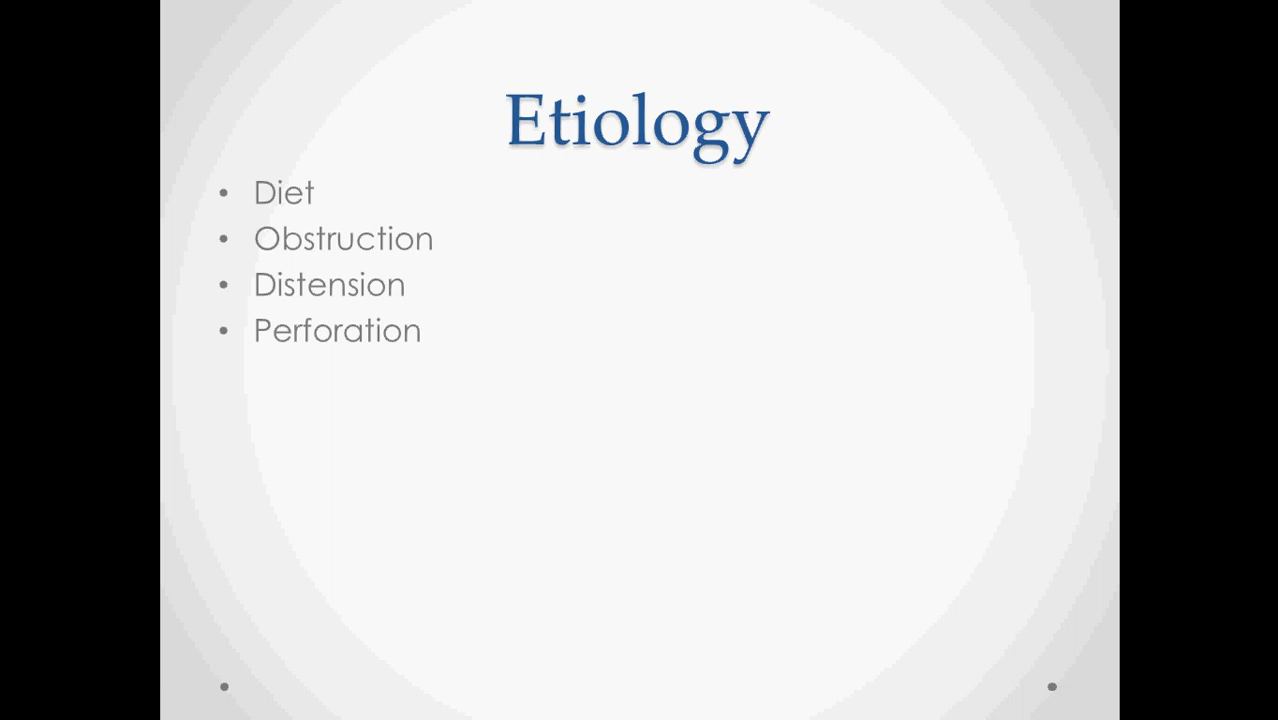 Etiology
• Diet
• Obstruction
• Distension
• Perforation